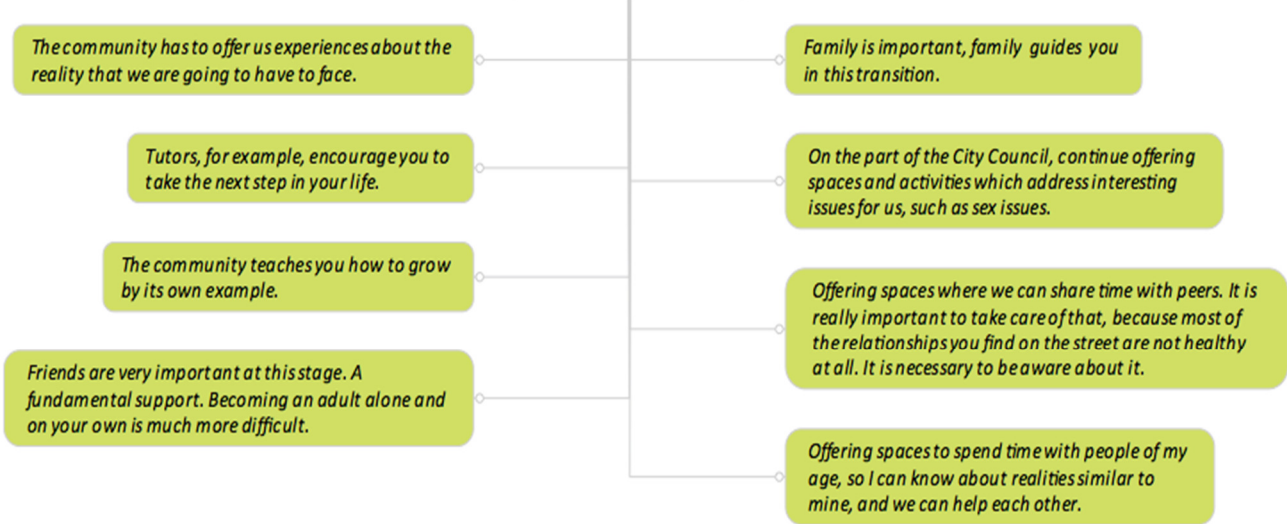 The community has to offer us experiences about the
reality that we are going to have to face.
Tutors, for example, encourage you to
take the next step in your life.
The community teaches you how to grow
by its own example.
Friends are very important at this stage. A
fundamental support. Becoming an adult alone and
on your own is much more difficult.
Family is important, family guides you
in this transition.
On the part of the City Council, continue offering
spaces and activities which address interesting
issues for us, such as sex issues.
Offering spaces where we can share time with peers. It is
really important to take care of that, because most of
the relationships you find on the street are not healthy
at all. It is necessary to be aware about it.
Offering spaces to spend time with people of my
age, so I can know about realities similar to
mine, and we can help each other.